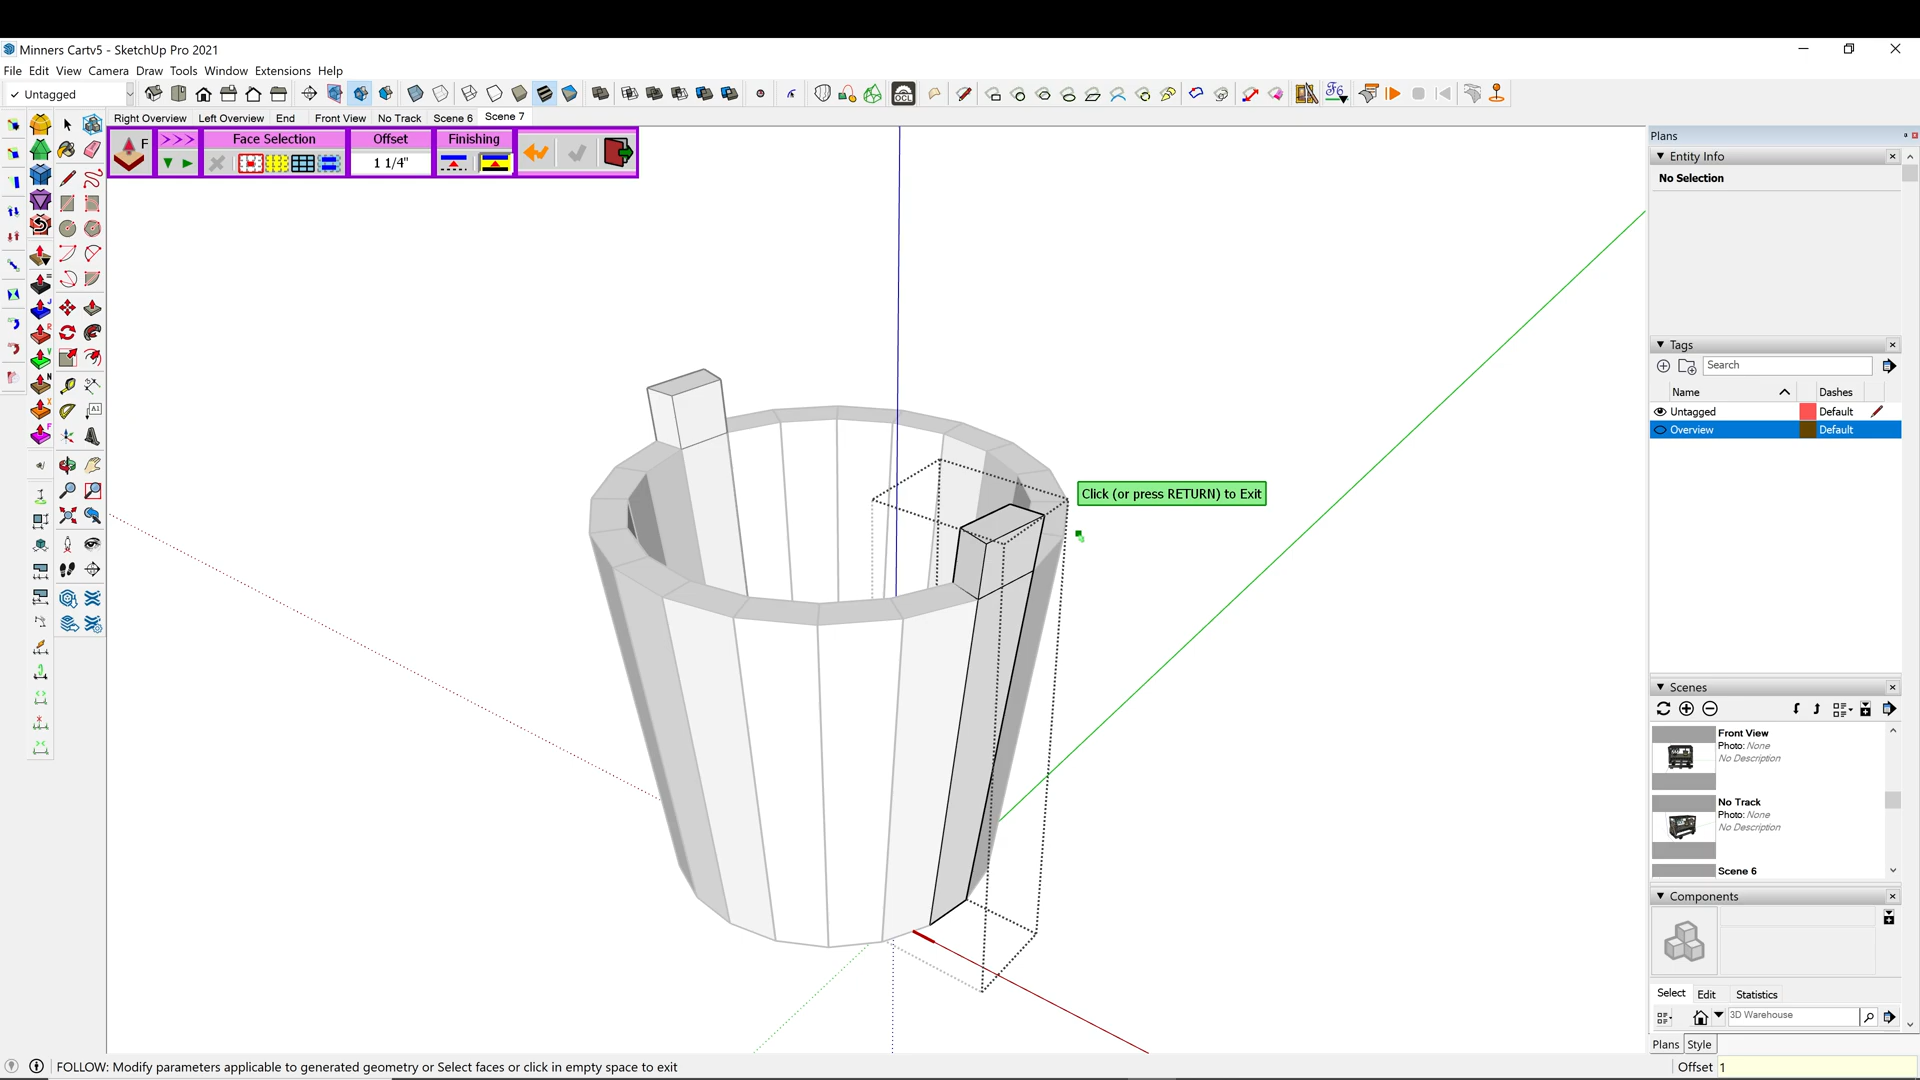 Minners Cartv5 - SketchUp Pro 2021
File Edit View Camera Draw Tools Window Extensions Help
✓ Untagged
OCL
Right Overview Left Overview End Front View No Track Scene 6 Scene 7
F >>> Face Selection Offset Finishing
1 1/4"
Click (or press RETURN) to Exit
Plans
Entity Info
No Selection
Tags
Search
Name Dashes
Untagged Default
Overview Default
Scenes
Front View
Photo: None
No Description
No Track
Photo: None
No Description
Scene 6
Components
Select Edit Statistics
3D Warehouse
Plans Style
FOLLOW: Modify parameters applicable to generated geometry or Select faces or click in empty space to exit
Offset 1